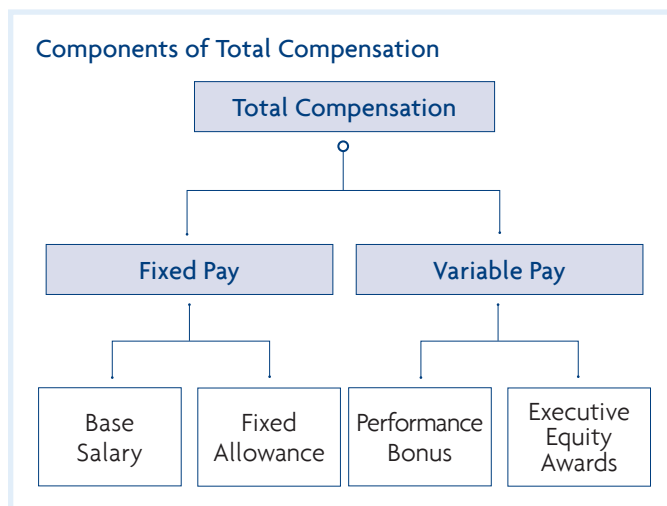 Components of Total Compensation
Total Compensation
Fixed Pay
Variable Pay
Base
Salary
Fixed
Allowance
Performance
Bonus
Executive
Equity
Awards